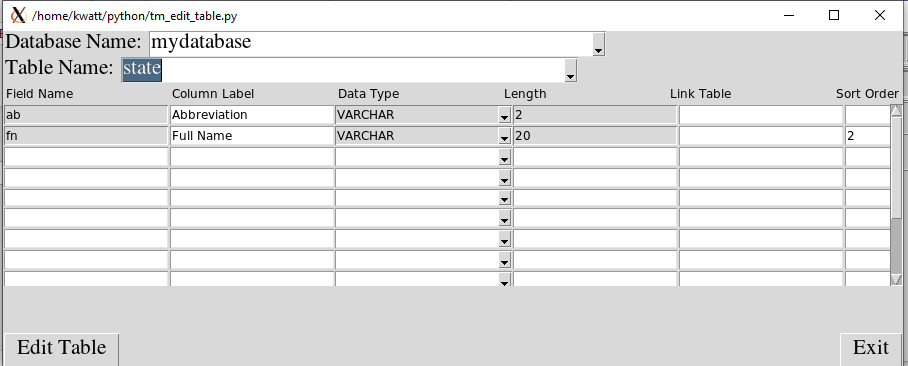 /home/kwatt/python/tm_edit_table.py
Database Name: mydatabase
Table Name: state
Field Name Column Label Data Type Length Link Table Sort Order
ab Abbreviation VARCHAR 2
fn Full Name VARCHAR 20 2
Edit Table Exit